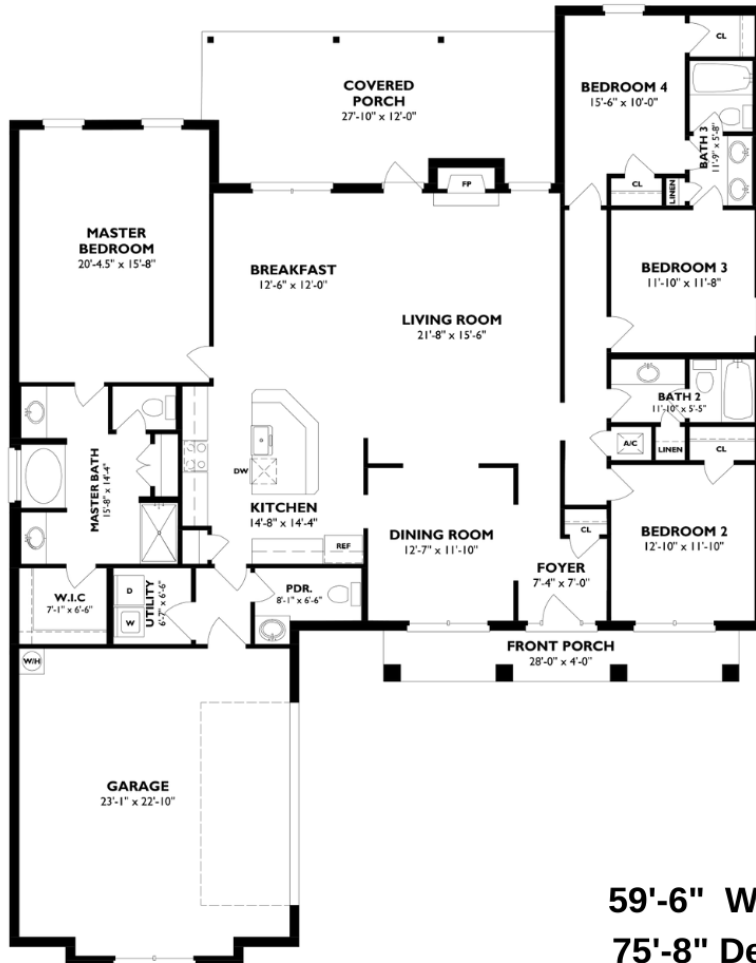 CL
BEDROOM 4
15'-6" x 10'-0"
COVERED
PORCH
27'-10" x 12'-0"
BATH 3
11'-9" x 5'-8"
CL
LINEN
FP
MASTER
BEDROOM
20'-4.5" x 15'-8"
BREAKFAST
12'-6" x 12'-0"
BEDROOM 3
11'-10" x 11'-8"
LIVING ROOM
21'-8" x 15'-6"
BATH 2
11'-10" x 5'-5"
A/C
LINEN
CL
MASTER BATH
15'-8" x 14'-4"
DW
KITCHEN
14'-8" x 14'-4"
REF
DINING ROOM
12'-7" x 11'-10"
CL
BEDROOM 2
12'-10" x 11'-10"
FOYER
7'-4" x 7'-0"
W.I.C
7'-1" x 6'-6"
D
W
UTILITY
6'-7" x 6'-6"
PDR.
8'-1" x 6'-6"
FRONT PORCH
28'-0" x 4'-0"
W/H
GARAGE
23'-1" x 22'-10"
59'-6" W
75'-8" De